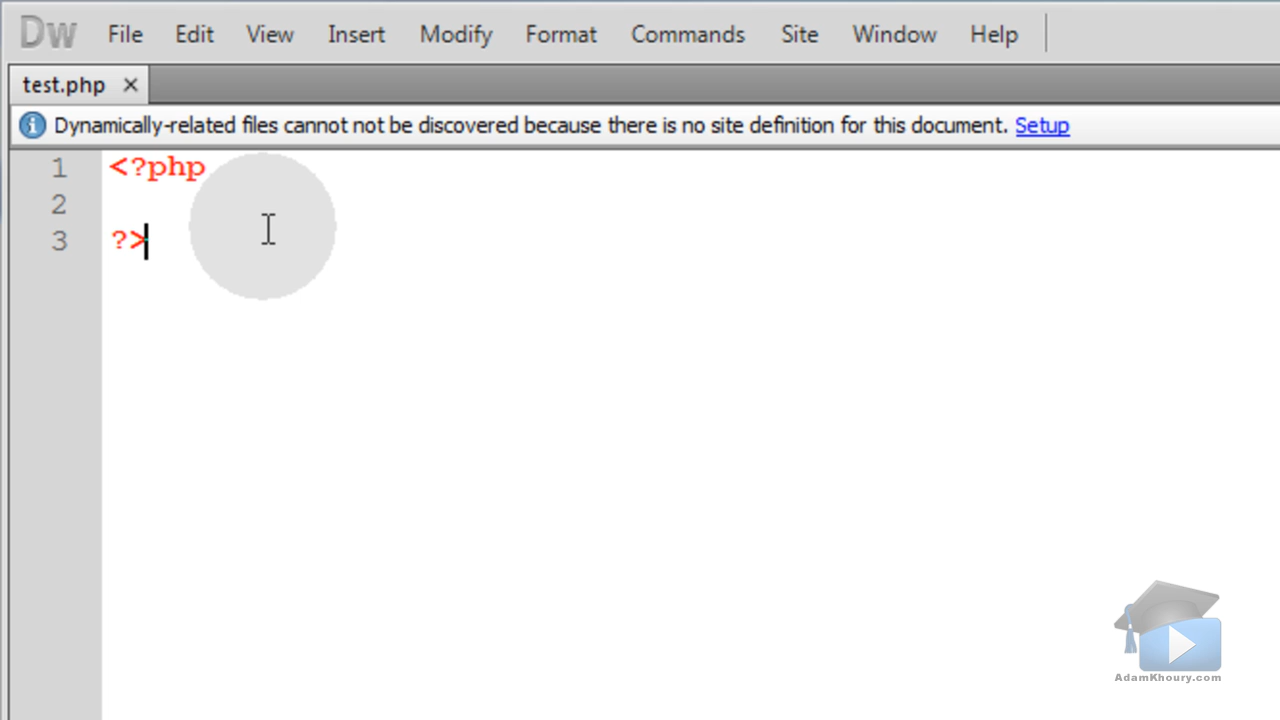 Dw File Edit View Insert Modify Format Commands Site Window Help
test.php
Dynamically-related files cannot not be discovered because there is no site definition for this document. Setup
1 <?php
2
3 ?>
AdamKhoury.com